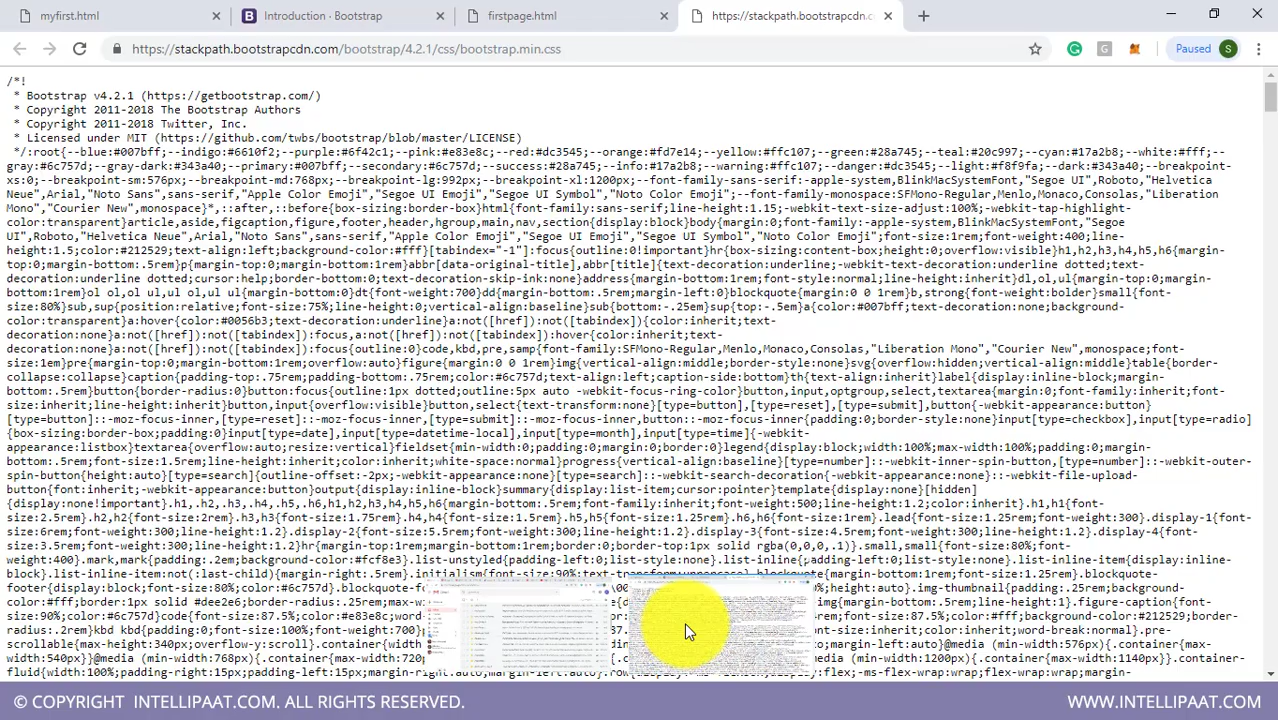 myfirst.html
Introduction · Bootstrap
firstpage.html
https://stackpath.bootstrapcdn.c
https://stackpath.bootstrapcdn.com/bootstrap/4.2.1/css/bootstrap.min.css
G
Paused
S
/*!
* Bootstrap v4.2.1 (https://getbootstrap.com/)
* Copyright 2011-2018 The Bootstrap Authors
* Copyright 2011-2018 Twitter, Inc.
* Licensed under MIT (https://github.com/twbs/bootstrap/blob/master/LICENSE)
*/:root{--blue:#007bff;--indigo:#6610f2;--purple:#6f42c1;--pink:#e83e8c;--red:#dc3545;--orange:#fd7e14;--yellow:#ffc107;--green:#28a745;--teal:#20c997;--cyan:#17a2b8;--white:#fff;--
gray:#6c757d;--gray-dark:#343a40;--primary:#007bff;--secondary:#6c757d;--success:#28a745;--info:#17a2b8;--warning:#ffc107;--danger:#dc3545;--light:#f8f9fa;--dark:#343a40;--breakpoint-
xs:0;--breakpoint-sm:576px;--breakpoint-md:768px;--breakpoint-lg:992px;--breakpoint-xl:1200px;--font-family-sans-serif:-apple-system,BlinkMacSystemFont,"Segoe UI",Roboto,"Helvetica
Neue",Arial,"Noto Sans",sans-serif,"Apple Color Emoji","Segoe UI Emoji","Segoe UI Symbol","Noto Color Emoji";--font-family-monospace:SFMono-Regular,Menlo,Monaco,Consolas,"Liberation
Mono","Courier New",monospace}*,::after,::before{box-sizing:border-box}html{font-family:sans-serif;line-height:1.15;-webkit-text-size-adjust:100%;-webkit-tap-highlight-
color:transparent}article,aside,figcaption,figure,footer,header,hgroup,main,nav,section{display:block}body{margin:0;font-family:-apple-system,BlinkMacSystemFont,"Segoe
UI",Roboto,"Helvetica Neue",Arial,"Noto Sans",sans-serif,"Apple Color Emoji","Segoe UI Emoji","Segoe UI Symbol","Noto Color Emoji";font-size:1rem;font-weight:400;line-
height:1.5;color:#212529;text-align:left;background-color:#fff}[tabindex="-1"]:focus{outline:0!important}hr{box-sizing:content-box;height:0;overflow:visible}h1,h2,h3,h4,h5,h6{margin-
top:0;margin-bottom:.5rem}p{margin-top:0;margin-bottom:1rem}abbr[data-original-title],abbr[title]{text-decoration:underline;-webkit-text-decoration:underline dotted;text-
decoration:underline dotted;cursor:help;border-bottom:0;text-decoration-skip-ink:none}address{margin-bottom:1rem;font-style:normal;line-height:inherit}dl,ol,ul{margin-top:0;margin-
bottom:1rem}ol ol,ol ul,ul ol,ul ul{margin-bottom:0}dt{font-weight:700}dd{margin-bottom:.5rem;margin-left:0}blockquote{margin:0 0 1rem}b,strong{font-weight:bolder}small{font-
size:80%}sub,sup{position:relative;font-size:75%;line-height:0;vertical-align:baseline}sub{bottom:-.25em}sup{top:-.5em}a{color:#007bff;text-decoration:none;background-
color:transparent}a:hover{color:#0056b3;text-decoration:underline}a:not([href]):not([tabindex]){color:inherit;text-
decoration:none}a:not([href]):not([tabindex]):focus,a:not([href]):not([tabindex]):hover{color:inherit;text-
decoration:none}a:not([href]):not([tabindex]):focus{outline:0}code,kbd,pre,samp{font-family:SFMono-Regular,Menlo,Monaco,Consolas,"Liberation Mono","Courier New",monospace;font-
size:1em}pre{margin-top:0;margin-bottom:1rem;overflow:auto}figure{margin:0 0 1rem}img{vertical-align:middle;border-style:none}svg{overflow:hidden;vertical-align:middle}table{border-
collapse:collapse}caption{padding-top:.75rem;padding-bottom:.75rem;color:#6c757d;text-align:left;caption-side:bottom}th{text-align:inherit}label{display:inline-block;margin-
bottom:.5rem}button{border-radius:0}button:focus{outline:1px dotted;outline:5px auto -webkit-focus-ring-color}button,input,optgroup,select,textarea{margin:0;font-family:inherit;font-
size:inherit;line-height:inherit}button,input{overflow:visible}button,select{text-transform:none}[type=button],[type=reset],[type=submit],button{-webkit-appearance:button}
[type=button]::-moz-focus-inner,[type=reset]::-moz-focus-inner,[type=submit]::-moz-focus-inner,button::-moz-focus-inner{padding:0;border-style:none}input[type=checkbox],input[type=radio]
{box-sizing:border-box;padding:0}input[type=date],input[type=datetime-local],input[type=month],input[type=time]{-webkit-
appearance:listbox}textarea{overflow:auto;resize:vertical}fieldset{min-width:0;padding:0;margin:0;border:0}legend{display:block;width:100%;max-width:100%;padding:0;margin-
bottom:.5rem;font-size:1.5rem;line-height:inherit;color:inherit;white-space:normal}progress{vertical-align:baseline}[type=number]::-webkit-inner-spin-button,[type=number]::-webkit-outer-
spin-button{height:auto}[type=search]{outline-offset:-2px;-webkit-appearance:none}[type=search]::-webkit-search-decoration{-webkit-appearance:none}::-webkit-file-upload-
button{font:inherit;-webkit-appearance:button}output{display:inline-block}summary{display:list-item;cursor:pointer}template{display:none}[hidden]
{display:none!important}.h1,.h2,.h3,.h4,.h5,.h6,h1,h2,h3,h4,h5,h6{margin-bottom:.5rem;font-family:inherit;font-weight:500;line-height:1.2;color:inherit}.h1,h1{font-
size:2.5rem}.h2,h2{font-size:2rem}.h3,h3{font-size:1.75rem}.h4,h4{font-size:1.5rem}.h5,h5{font-size:1.25rem}.h6,h6{font-size:1rem}.lead{font-size:1.25rem;font-weight:300}.display-1{font-
size:6rem;font-weight:300;line-height:1.2}.display-2{font-size:5.5rem;font-weight:300;line-height:1.2}.display-3{font-size:4.5rem;font-weight:300;line-height:1.2}.display-4{font-
size:3.5rem;font-weight:300;line-height:1.2}hr{margin-top:1rem;margin-bottom:1rem;border:0;border-top:1px solid rgba(0,0,0,.1)}.small,small{font-size:80%;font-
weight:400}.mark,mark{padding:.2em;background-color:#fcf8e3}.list-unstyled{padding-left:0;list-style:none}.list-inline{padding-left:0;list-style:none}.list-inline-item{display:inline-
© COPYRIGHT INTELLIPAAT.COM. ALL RIGHTS RESERVED.
WWW.INTELLIPAAT.COM